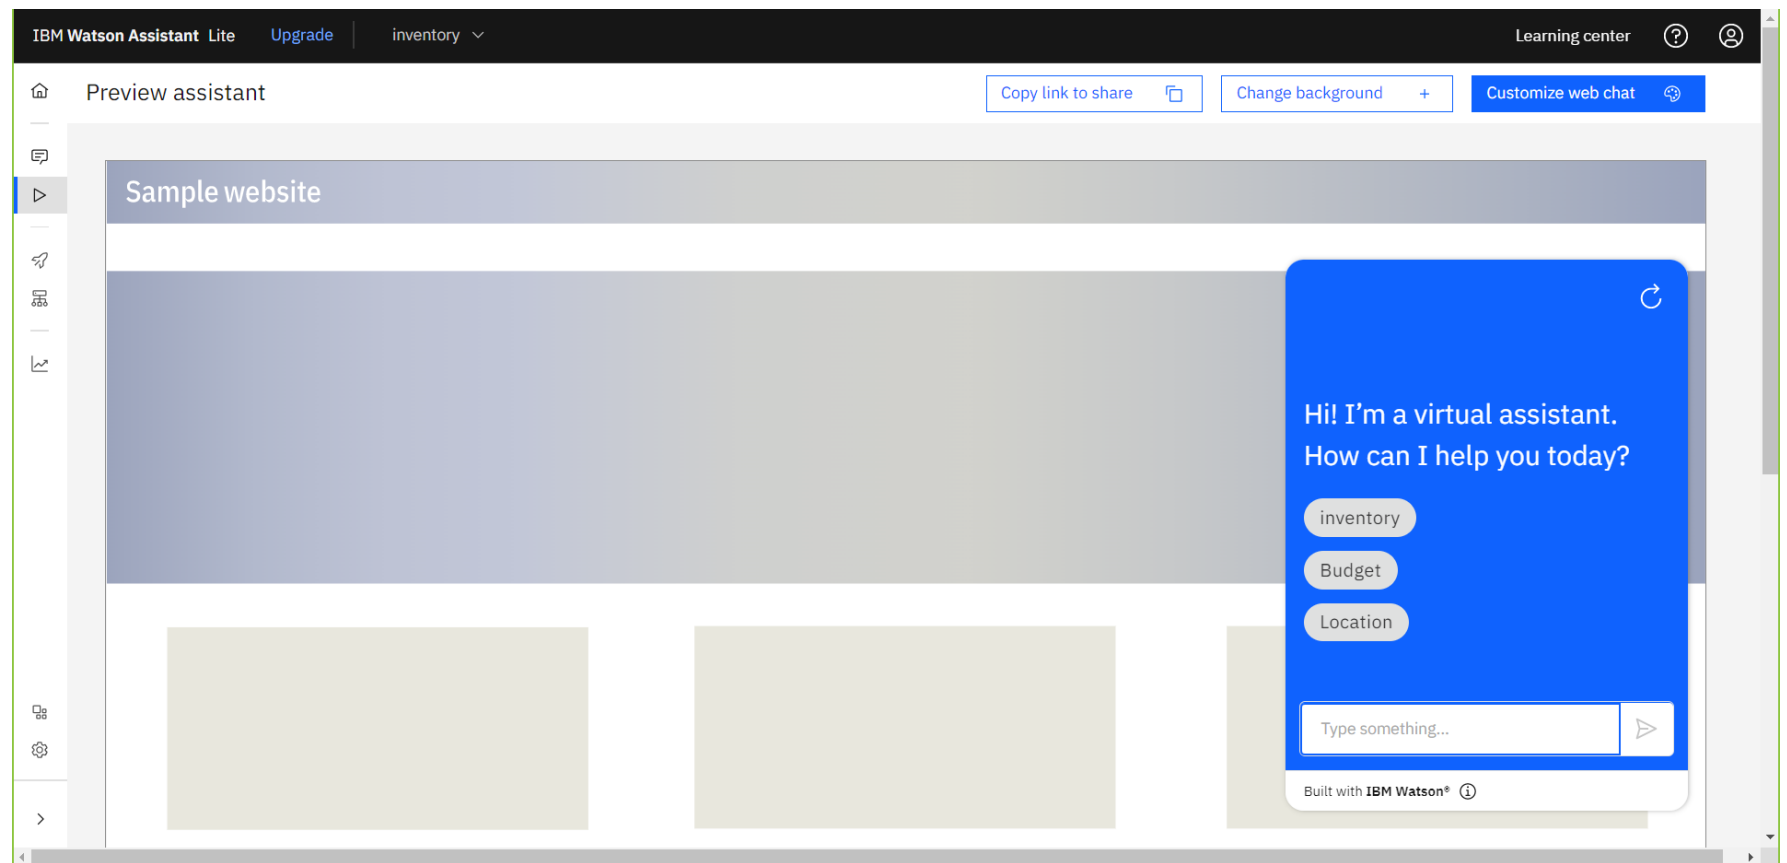 IBM Watson Assistant Lite Upgrade inventory Learning center
Preview assistant Copy link to share Change background + Customize web chat
Sample website
Hi! I’m a virtual assistant.
How can I help you today?
inventory
Budget
Location
Type something...
Built with IBM Watson®